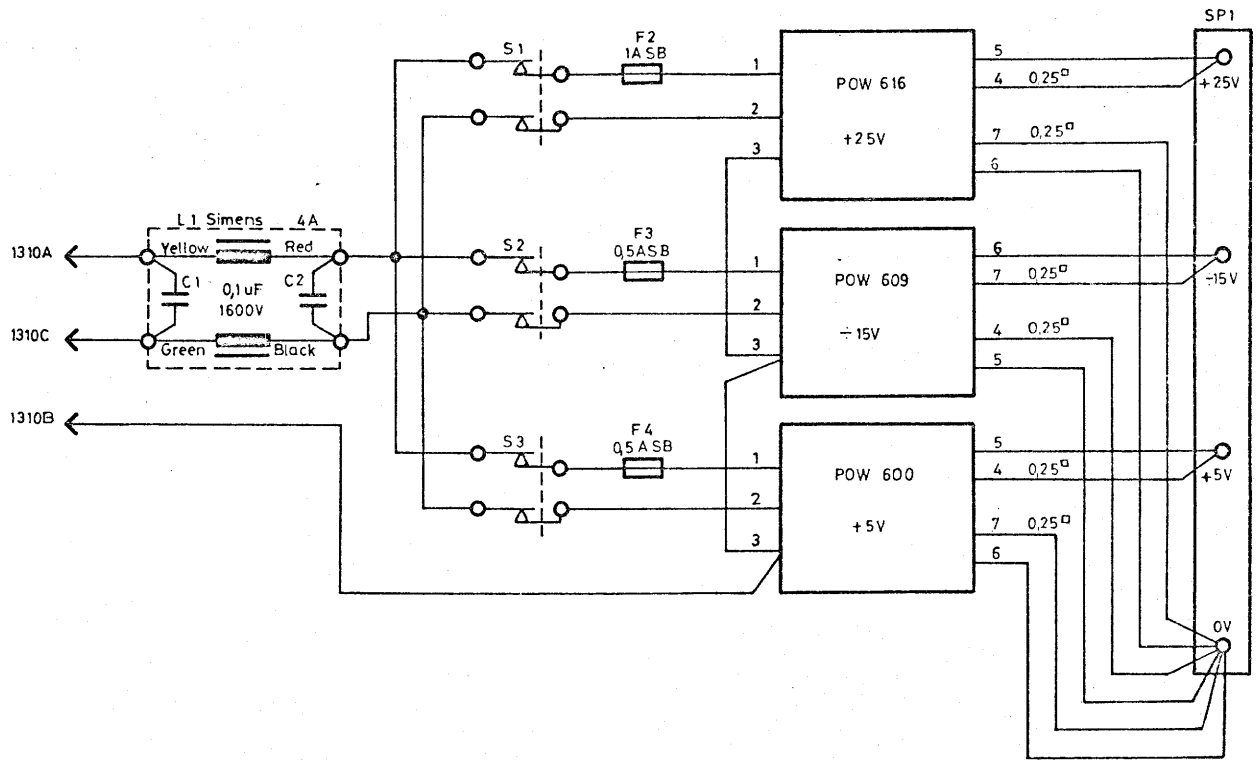 SP1
S1
F2
1A SB
1
POW 616
5
4 0,25□
+25V
2
+25V
7 0,25□
3
6
L1 Simens 4A
1310A
Yellow Red
S2
F3
0,5A SB
1
POW 609
6
7 0,25□
÷15V
C1 0,1uF C2
1600V
2
÷15V
4 0,25□
1310C
Green Black
3
5
1310B
S3
F4
0,5A SB
1
POW 600
5
4 0,25□
+5V
2
+5V
7 0,25□
3
6
0V